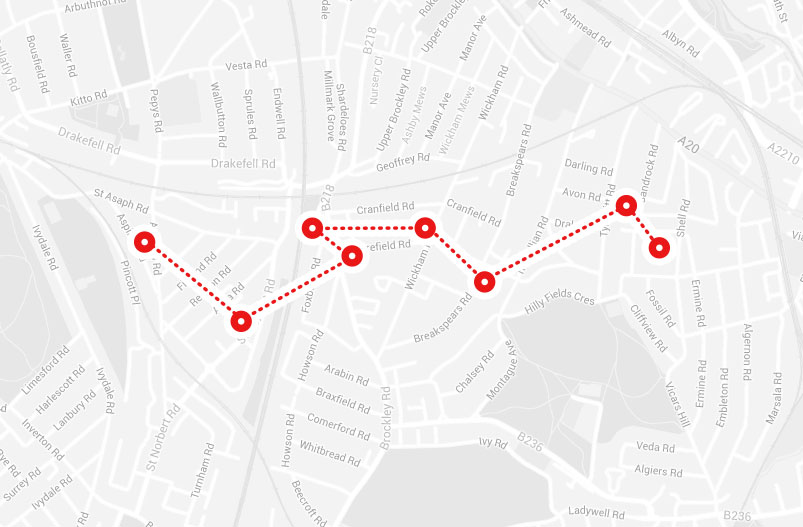 Arbuthnot Rd
Rok
Upper Brockley
Manor Ave
Ashmead Rd
Albyn Rd
th St
Bousfield Rd
Waller Rd
B218
Nursery Cl
Vesta Rd
Kitto Rd
Pepys Rd
Wallbutton Rd
Sprules Rd
Endwell Rd
Millmark Grove
Shardeloes Rd
Upper Brockley Rd
Ashby Mews
Manor Ave
Wickham Mews
Wickham Rd
Breakspears Rd
Drakefell Rd
Drakefell Rd
Geoffrey Rd
Darling Rd
Sandrock Rd
A20
A2210
St Asaph Rd
B218
Cranfield Rd
Cranfield Rd
Avon Rd
Shell Rd
Ivydale Rd
Pincott Pl
refield Rd
Wickham
Foxb
Rd
Breakspears Rd
Hilly Fields Cres
Fossil Rd
Cliffview Rd
Ermine Rd
Algernon Rd
Howson Rd
Limesford Rd
Harlescott Rd
Lanbury Rd
Ivydale Rd
Arabin Rd
Chalsey Rd
Montague Ave
Vicars Hill
Ermine Rd
Embleton Rd
Marsala Rd
Braxfield Rd
Brockley Rd
Inverton Rd
St Norbert Rd
Comerford Rd
Howson Rd
Whitbread Rd
Ivy Rd
B236
Veda Rd
Algiers Rd
Surrey Rd
Ivydale Rd
Turnham Rd
Beecroft Rd
Ladywell Rd
B236